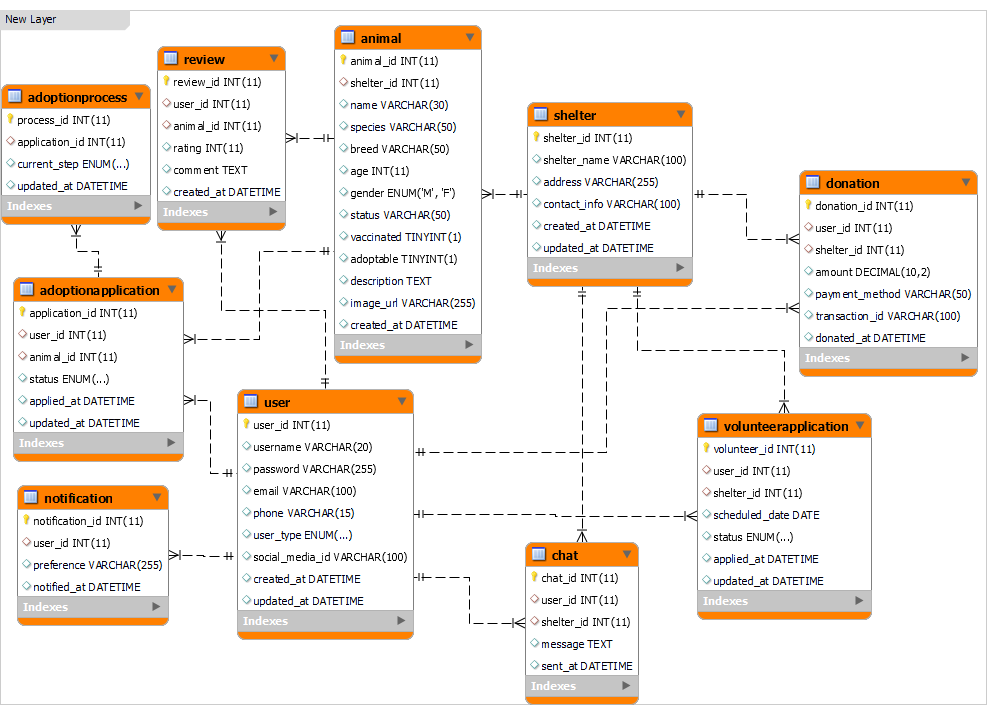 New Layer
adoptionprocess
process_id INT(11)
application_id INT(11)
current_step ENUM(...)
updated_at DATETIME
Indexes
review
review_id INT(11)
user_id INT(11)
animal_id INT(11)
rating INT(11)
comment TEXT
created_at DATETIME
Indexes
animal
animal_id INT(11)
shelter_id INT(11)
name VARCHAR(30)
species VARCHAR(50)
breed VARCHAR(50)
age INT(11)
gender ENUM('M', 'F')
status VARCHAR(50)
vaccinated TINYINT(1)
adoptable TINYINT(1)
description TEXT
image_url VARCHAR(255)
created_at DATETIME
Indexes
shelter
shelter_id INT(11)
shelter_name VARCHAR(100)
address VARCHAR(255)
contact_info VARCHAR(100)
created_at DATETIME
updated_at DATETIME
Indexes
donation
donation_id INT(11)
user_id INT(11)
shelter_id INT(11)
amount DECIMAL(10,2)
payment_method VARCHAR(50)
transaction_id VARCHAR(100)
donated_at DATETIME
Indexes
adoptionapplication
application_id INT(11)
user_id INT(11)
animal_id INT(11)
status ENUM(...)
applied_at DATETIME
updated_at DATETIME
Indexes
user
user_id INT(11)
username VARCHAR(20)
password VARCHAR(255)
email VARCHAR(100)
phone VARCHAR(15)
user_type ENUM(...)
social_media_id VARCHAR(100)
created_at DATETIME
updated_at DATETIME
Indexes
volunteerapplication
volunteer_id INT(11)
user_id INT(11)
shelter_id INT(11)
scheduled_date DATE
status ENUM(...)
applied_at DATETIME
updated_at DATETIME
Indexes
notification
notification_id INT(11)
user_id INT(11)
preference VARCHAR(255)
notified_at DATETIME
Indexes
chat
chat_id INT(11)
user_id INT(11)
shelter_id INT(11)
message TEXT
sent_at DATETIME
Indexes